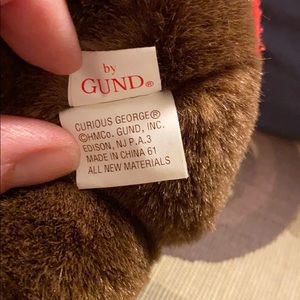 by
GUND®
CURIOUS GEORGE®
©HMCo. GUND, INC.
EDISON, NJ P.A.3
MADE IN CHINA 61
ALL NEW MATERIALS